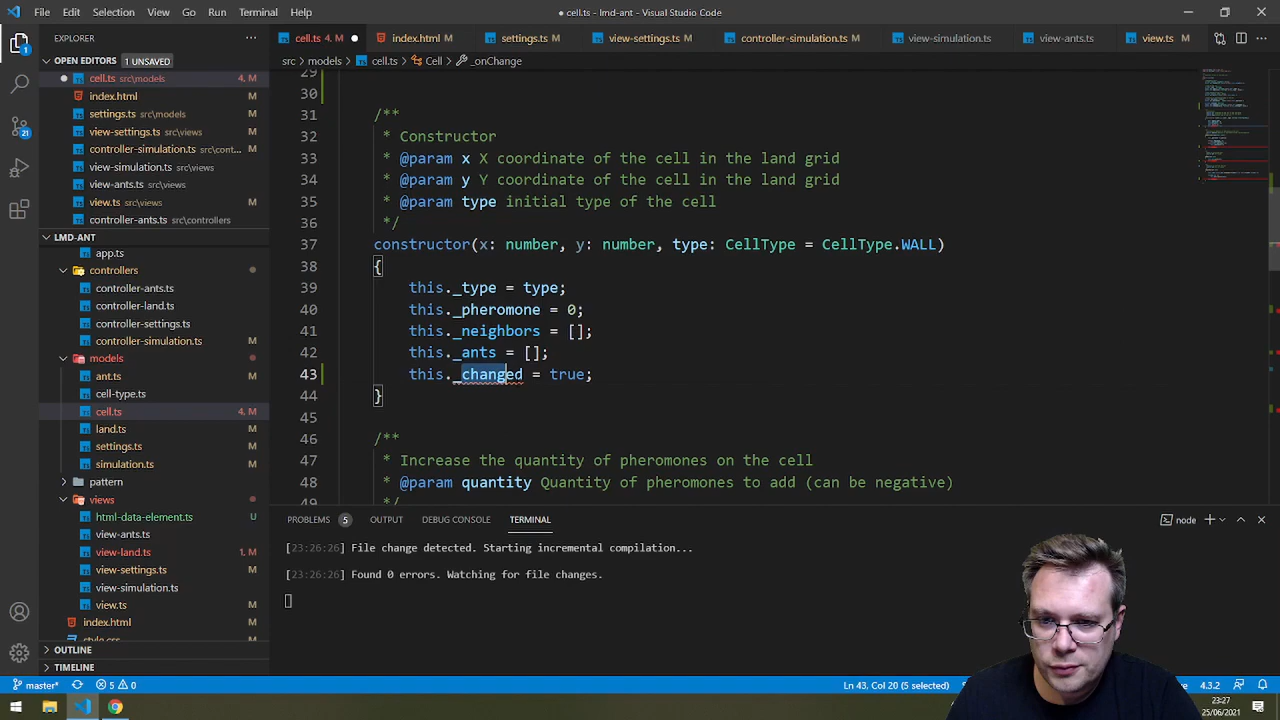 File Edit Selection View Go Run Terminal Help
● cell.ts - lmd-ant - Visual Studio Code
EXPLORER ...
cell.ts 4, M ●
index.html M
settings.ts M
view-settings.ts M
controller-simulation.ts M
view-simulation.ts M
view-ants.ts M
view.ts M
OPEN EDITORS 1 UNSAVED
src > models > cell.ts > Cell > _onChange
cell.ts src\models 4, M
index.html M
settings.ts src\models M
view-settings.ts src\views M
controller-simulation.ts src\cont... M
view-simulation.ts src\views M
view-ants.ts src\views M
view.ts src\views M
controller-ants.ts src\controllers
LMD-ANT
app.ts
controllers
controller-ants.ts
controller-land.ts
controller-settings.ts
controller-simulation.ts M
models
ant.ts M
cell-type.ts M
cell.ts 4, M
land.ts M
settings.ts M
simulation.ts M
pattern
views
html-data-element.ts U
view-ants.ts M
view-land.ts 1, M
view-settings.ts M
view-simulation.ts M
view.ts M
index.html M
style.css
OUTLINE
TIMELINE
1
21
29
30
31 /**
32 * Constructor
33 * @param x X coordinate of the cell in the land grid
34 * @param y Y coordinate of the cell in the land grid
35 * @param type initial type of the cell
36 */
37 constructor(x: number, y: number, type: CellType = CellType.WALL)
38 {
39 this._type = type;
40 this._pheromone = 0;
41 this._neighbors = [];
42 this._ants = [];
43 this._changed = true;
44 }
45
46 /**
47 * Increase the quantity of pheromones on the cell
48 * @param quantity Quantity of pheromones to add (can be negative)
49 */
PROBLEMS 5 OUTPUT DEBUG CONSOLE TERMINAL
node
[23:26:26] File change detected. Starting incremental compilation...
[23:26:26] Found 0 errors. Watching for file changes.
master* 5 0
Ln 43, Col 20 (5 selected)
4.3.2
23:27
25/06/2021